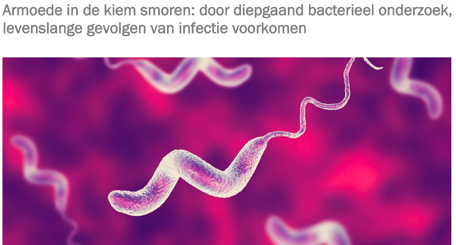 Armoede in de kiem smoren: door diepgaand bacterieel onderzoek,
levenslange gevolgen van infectie voorkomen